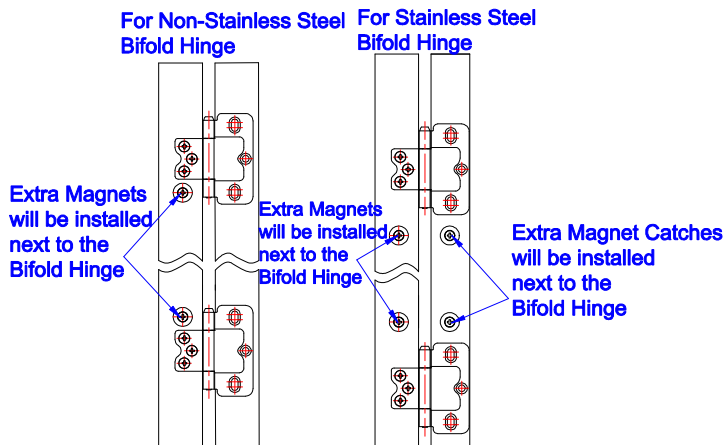 For Non-Stainless Steel
Bifold Hinge
For Stainless Steel
Bifold Hinge
Extra Magnets
will be installed
next to the
Bifold Hinge
Extra Magnets
will be installed
next to the
Bifold Hinge
Extra Magnet Catches
will be installed
next to the
Bifold Hinge